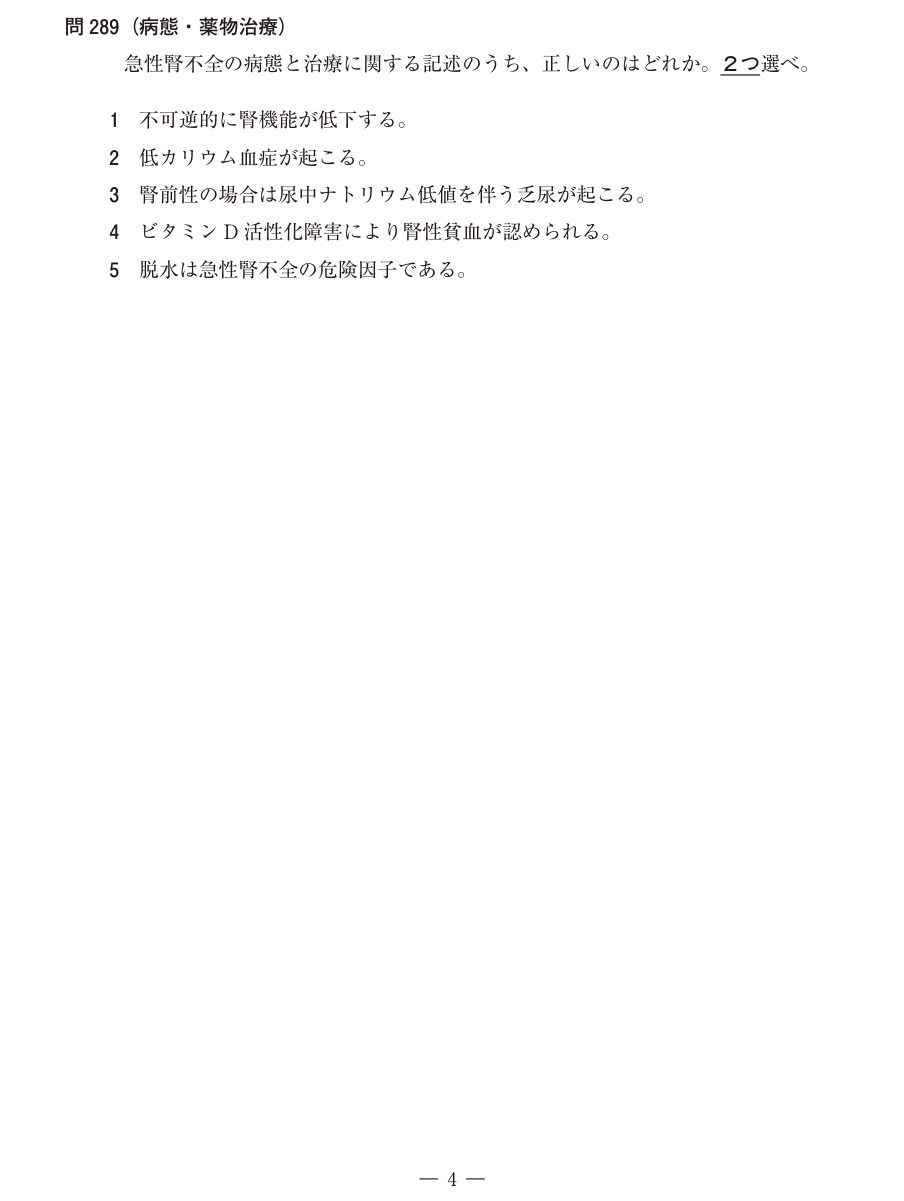 問 289（病態・薬物治療）
急性腎不全の病態と治療に関する記述のうち、正しいのはどれか。２つ選べ。
1 不可逆的に腎機能が低下する。
2 低カリウム血症が起こる。
3 腎前性の場合は尿中ナトリウム低値を伴う乏尿が起こる。
4 ビタミン D 活性化障害により腎性貧血が認められる。
5 脱水は急性腎不全の危険因子である。
― 4 ―